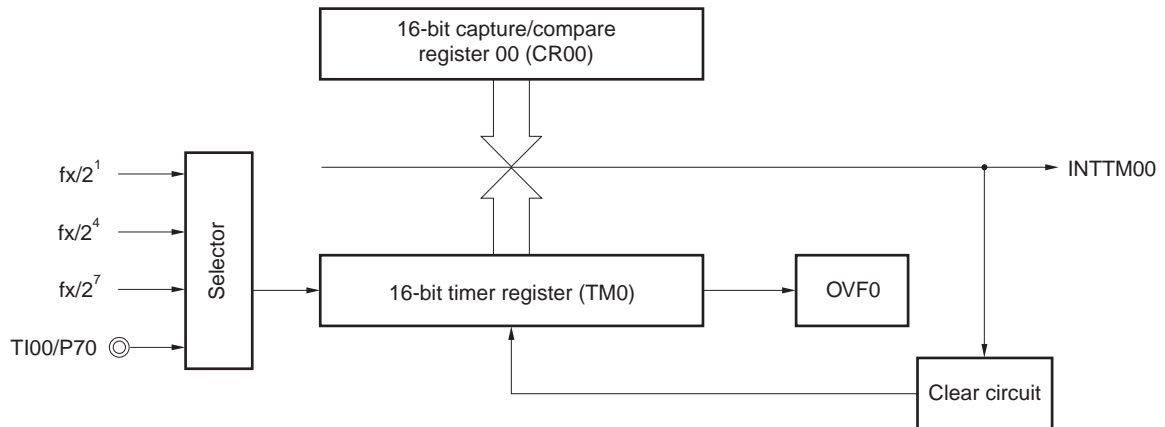 16-bit capture/compare
register 00 (CR00)
fx/2¹
INTTM00
fx/2⁴
Selector
fx/2⁷
16-bit timer register (TM0)
OVF0
TI00/P70
Clear circuit